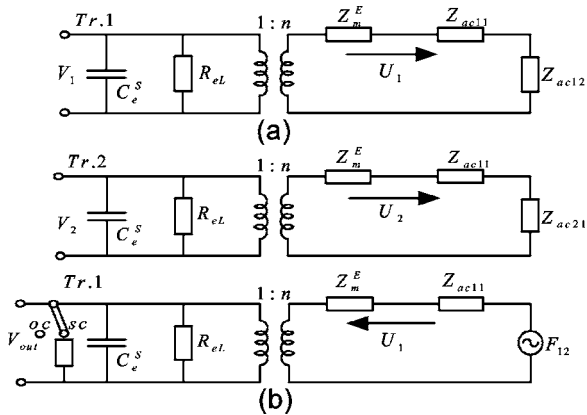 Tr.1
1:n
Z_m^E
Z_ac11
V_1
C_e^S
R_eL
U_1
Z_ac12
(a)
Tr.2
1:n
Z_m^E
Z_ac11
V_2
C_e^S
R_eL
U_2
Z_ac21
Tr.1
1:n
Z_m^E
Z_ac11
oc
sc
V_out
C_e^S
R_eL
U_1
F_12
(b)